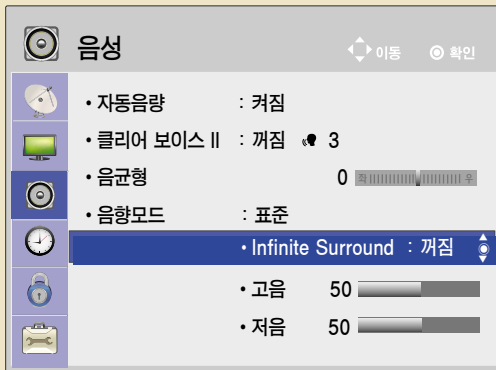 음성 이동 확인
• 자동음량 : 켜짐
• 클리어 보이스 II : 꺼짐 3
• 음균형 0 좌 우
• 음향모드 : 표준
• Infinite Surround : 꺼짐
• 고음 50
• 저음 50